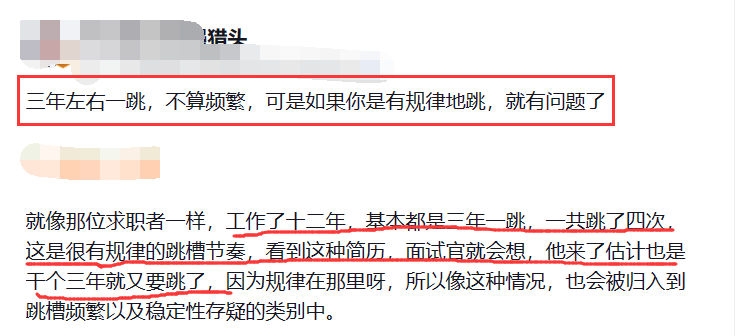 猎头
三年左右一跳，不算频繁，可是如果你是有规律地跳，就有问题了
就像那位求职者一样，工作了十二年，基本都是三年一跳，一共跳了四次，
这是很有规律的跳槽节奏，看到这种简历，面试官就会想，他来了估计也是
干个三年就又要跳了，因为规律在那里呀，所以像这种情况，也会被归入到
跳槽频繁以及稳定性存疑的类别中。